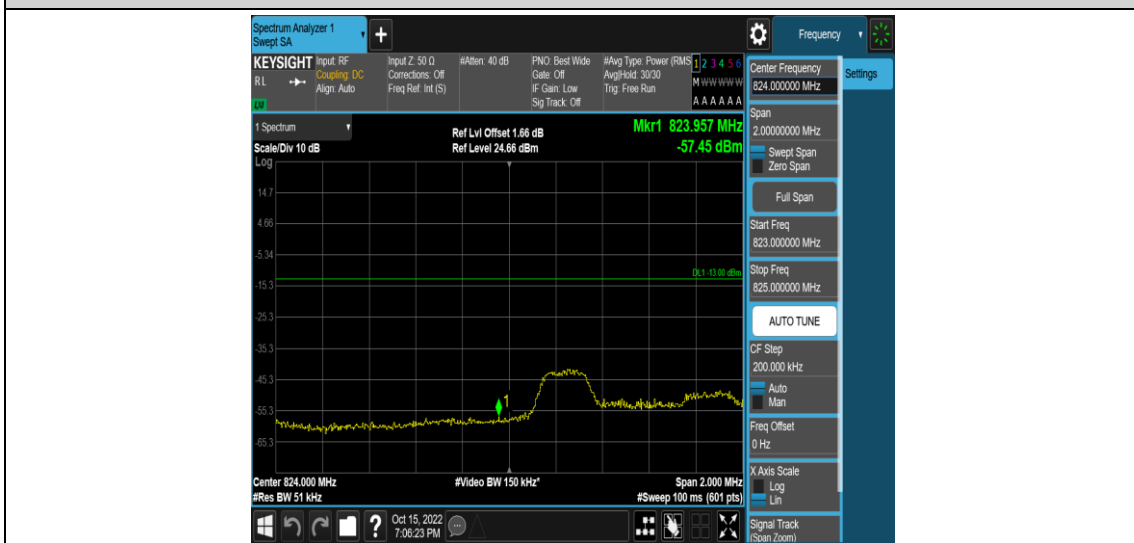 Spectrum Analyzer 1
Swept SA
Frequency
KEYSIGHT
RL
LXI
Input: RF
Coupling: DC
Align: Auto
Input Z: 50 Ω
Corrections: Off
Freq Ref: Int (S)
#Atten: 40 dB
PNO: Best Wide
Gate: Off
IF Gain: Low
Sig Track: Off
#Avg Type: Power (RMS
Avg|Hold: 30/30
Trig: Free Run
1 2 3 4 5 6
M W W W W W
A A A A A A
1 Spectrum
Scale/Div 10 dB
Ref Lvl Offset 1.66 dB
Ref Level 24.66 dBm
Mkr1 823.957 MHz
-57.45 dBm
Log
14.7
4.66
-5.34
-15.3
-25.3
-35.3
-45.3
-55.3
-65.3
DL1 -13.00 dBm
1
Center 824.000 MHz
#Res BW 51 kHz
#Video BW 150 kHz*
Span 2.000 MHz
#Sweep 100 ms (601 pts)
Oct 15, 2022
7:06:23 PM
Center Frequency
824.000000 MHz
Settings
Span
2.00000000 MHz
Swept Span
Zero Span
Full Span
Start Freq
823.000000 MHz
Stop Freq
825.000000 MHz
AUTO TUNE
CF Step
200.000 kHz
Auto
Man
Freq Offset
0 Hz
X Axis Scale
Log
Lin
Signal Track
(Span Zoom)